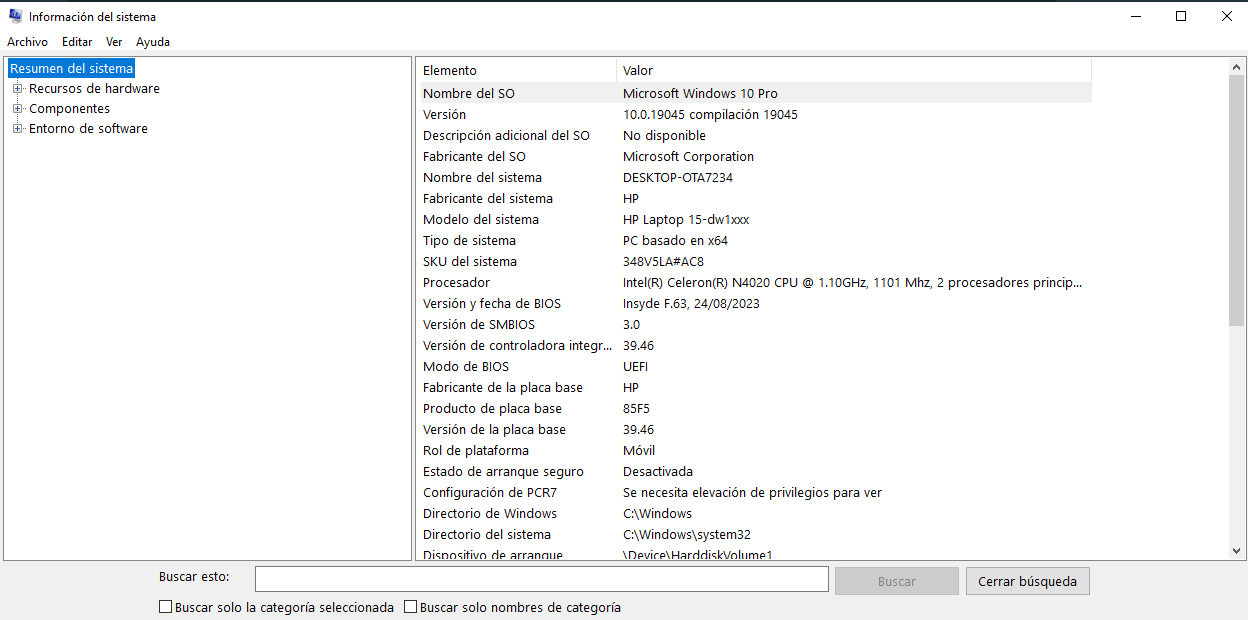 Información del sistema
Archivo Editar Ver Ayuda
Resumen del sistema
Recursos de hardware
Componentes
Entorno de software
Elemento Valor
Nombre del SO Microsoft Windows 10 Pro
Versión 10.0.19045 compilación 19045
Descripción adicional del SO No disponible
Fabricante del SO Microsoft Corporation
Nombre del sistema DESKTOP-OTA7234
Fabricante del sistema HP
Modelo del sistema HP Laptop 15-dw1xxx
Tipo de sistema PC basado en x64
SKU del sistema 348V5LA#AC8
Procesador Intel(R) Celeron(R) N4020 CPU @ 1.10GHz, 1101 Mhz, 2 procesadores princip...
Versión y fecha de BIOS Insyde F.63, 24/08/2023
Versión de SMBIOS 3.0
Versión de controladora integr... 39.46
Modo de BIOS UEFI
Fabricante de la placa base HP
Producto de placa base 85F5
Versión de la placa base 39.46
Rol de plataforma Móvil
Estado de arranque seguro Desactivada
Configuración de PCR7 Se necesita elevación de privilegios para ver
Directorio de Windows C:\Windows
Directorio del sistema C:\Windows\system32
Dispositivo de arranque \Device\HarddiskVolume1
Buscar esto: Buscar Cerrar búsqueda
Buscar solo la categoría seleccionada Buscar solo nombres de categoría